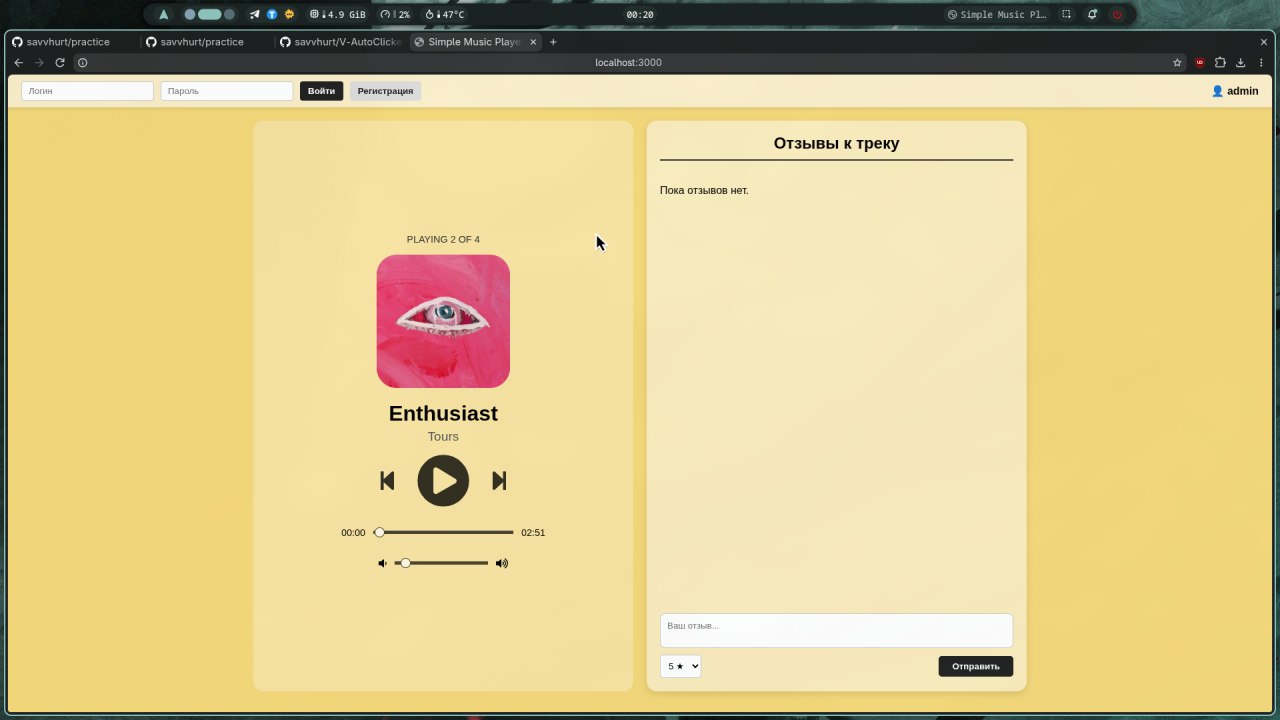 4.9 GiB 2% 47°C 00:20 Simple Music Pl…
savvhurt/practice savvhurt/practice savvhurt/V-AutoClicke Simple Music Playe
localhost:3000
Логин Пароль Войти Регистрация admin
PLAYING 2 OF 4
Enthusiast
Tours
00:00 02:51
Отзывы к треку
Пока отзывов нет.
Ваш отзыв...
5 ★ Отправить